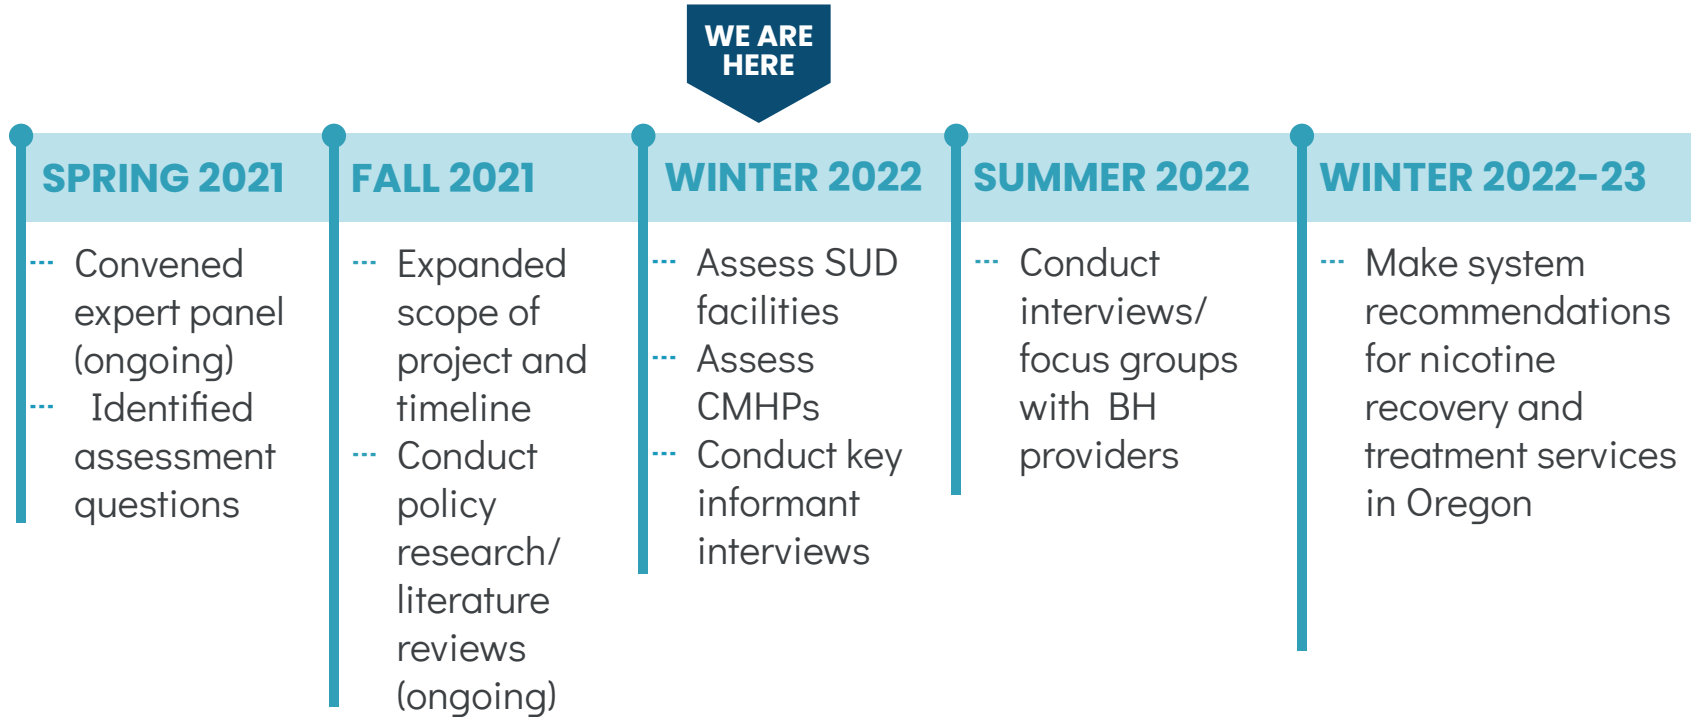 WE ARE
HERE
SPRING 2021
Convened
expert panel
(ongoing)
Identified
assessment
questions
FALL 2021
Expanded
scope of
project and
timeline
Conduct
policy
research/
literature
reviews
(ongoing)
WINTER 2022
Assess SUD
facilities
Assess
CMHPs
Conduct key
informant
interviews
SUMMER 2022
Conduct
interviews/
focus groups
with BH
providers
WINTER 2022-23
Make system
recommendations
for nicotine
recovery and
treatment services
in Oregon